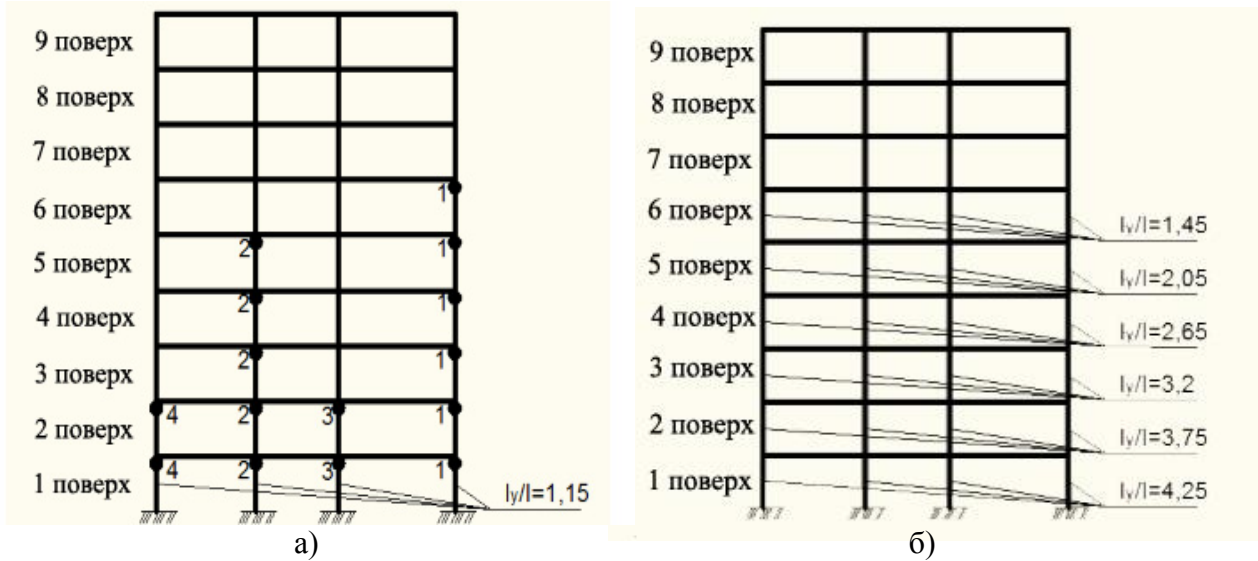 9 поверх
8 поверх
7 поверх
6 поверх
1
5 поверх
2
1
4 поверх
2
1
3 поверх
2
1
2 поверх
4
2
3
1
1 поверх
4
2
3
1
ly/l=1,15
а)
9 поверх
8 поверх
7 поверх
6 поверх
ly/l=1,45
5 поверх
ly/l=2,05
4 поверх
ly/l=2,65
3 поверх
ly/l=3,2
2 поверх
ly/l=3,75
1 поверх
ly/l=4,25
б)